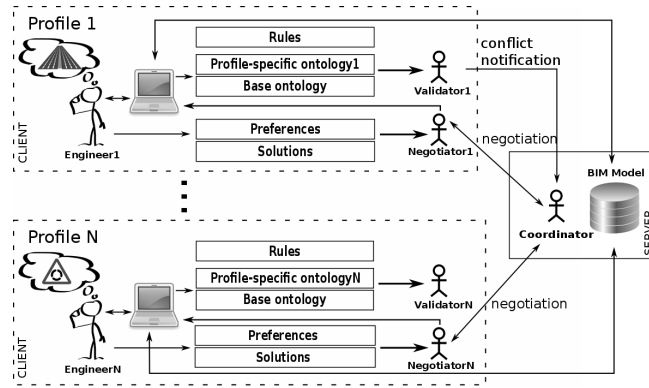 Profile 1
CLIENT
Engineer1
Rules
Profile-specific ontology1
Base ontology
Preferences
Solutions
Validator1
Negotiator1
conflict
notification
negotiation
BIM Model
Coordinator
SERVER
Profile N
CLIENT
EngineerN
Rules
Profile-specific ontologyN
Base ontology
Preferences
Solutions
ValidatorN
NegotiatorN
negotiation